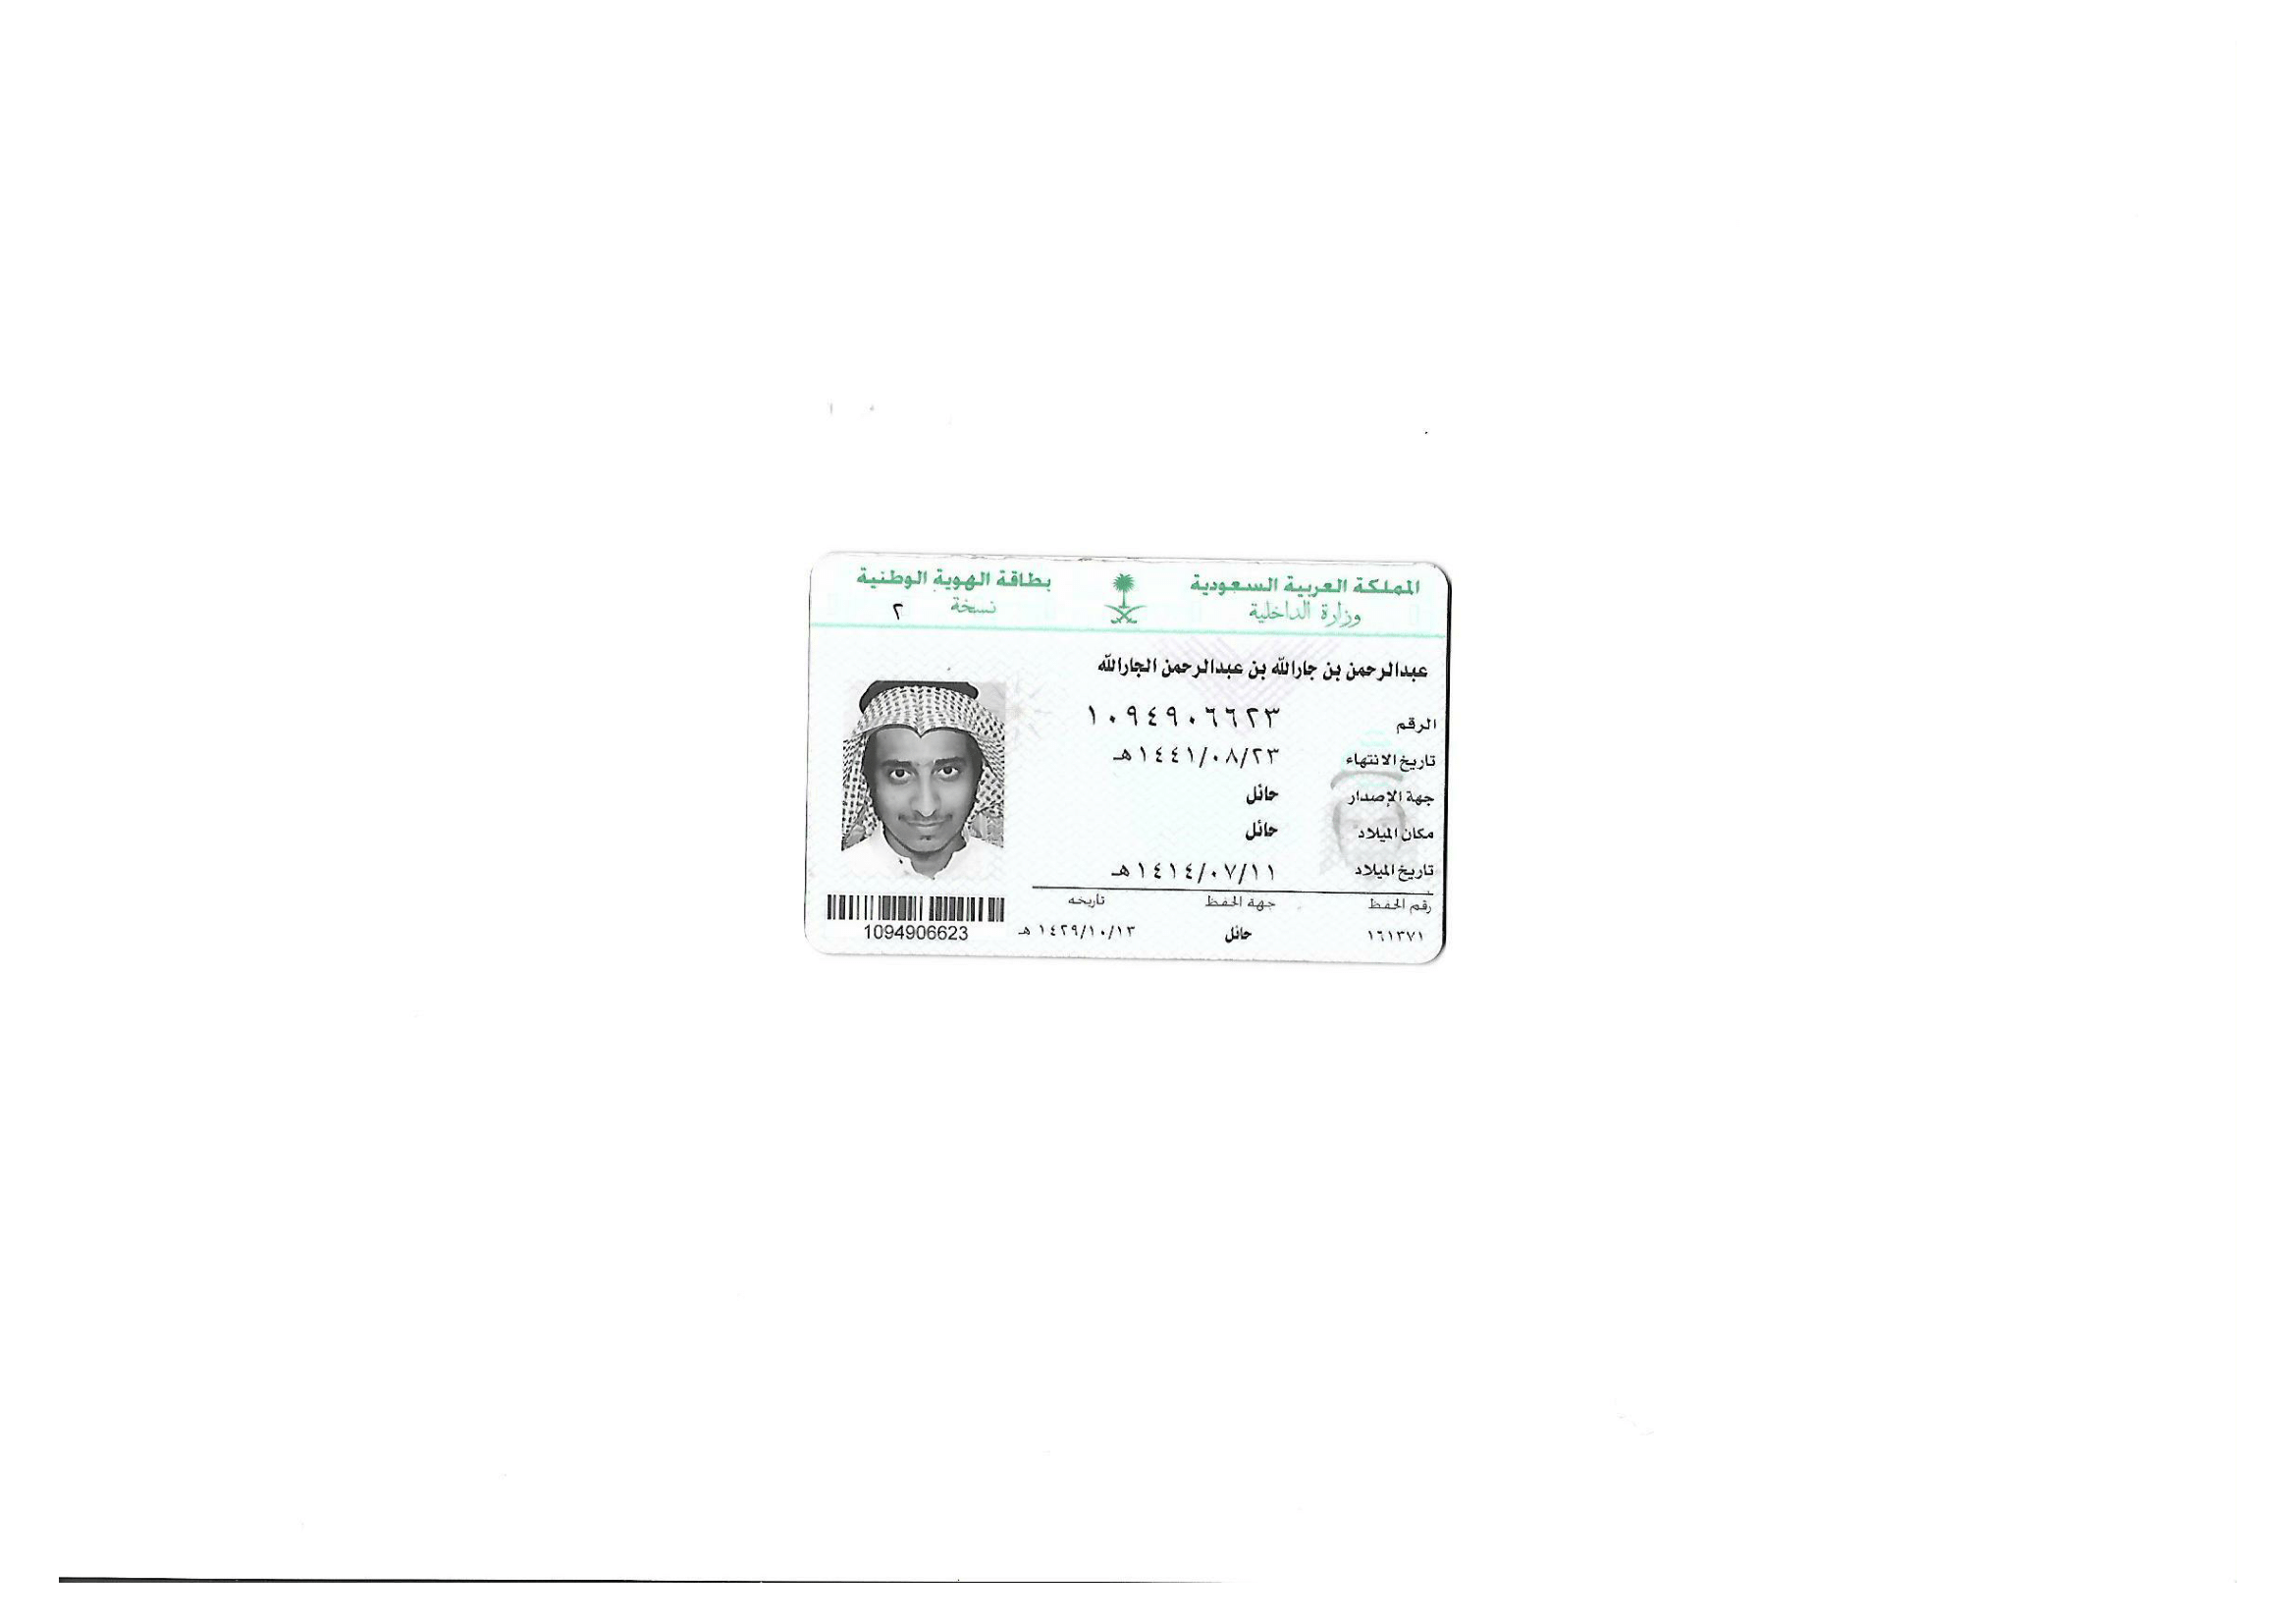 المملكة العربية السعودية
وزارة الداخلية
بطاقة الهوية الوطنية
نسخة ٢
عبدالرحمن بن جارالله بن عبدالرحمن الجارالله
الرقم ١٠٩٤٩٠٦٦٢٣
تاريخ الانتهاء ١٤٤١/٠٨/٢٣هـ
جهة الإصدار حائل
مكان الميلاد حائل
تاريخ الميلاد ١٤١٤/٠٧/١١هـ
رقم الحفظ جهة الحفظ تاريخه
١٦١٣٧١ حائل ١٤٢٩/١٠/١٣ هـ
1094906623